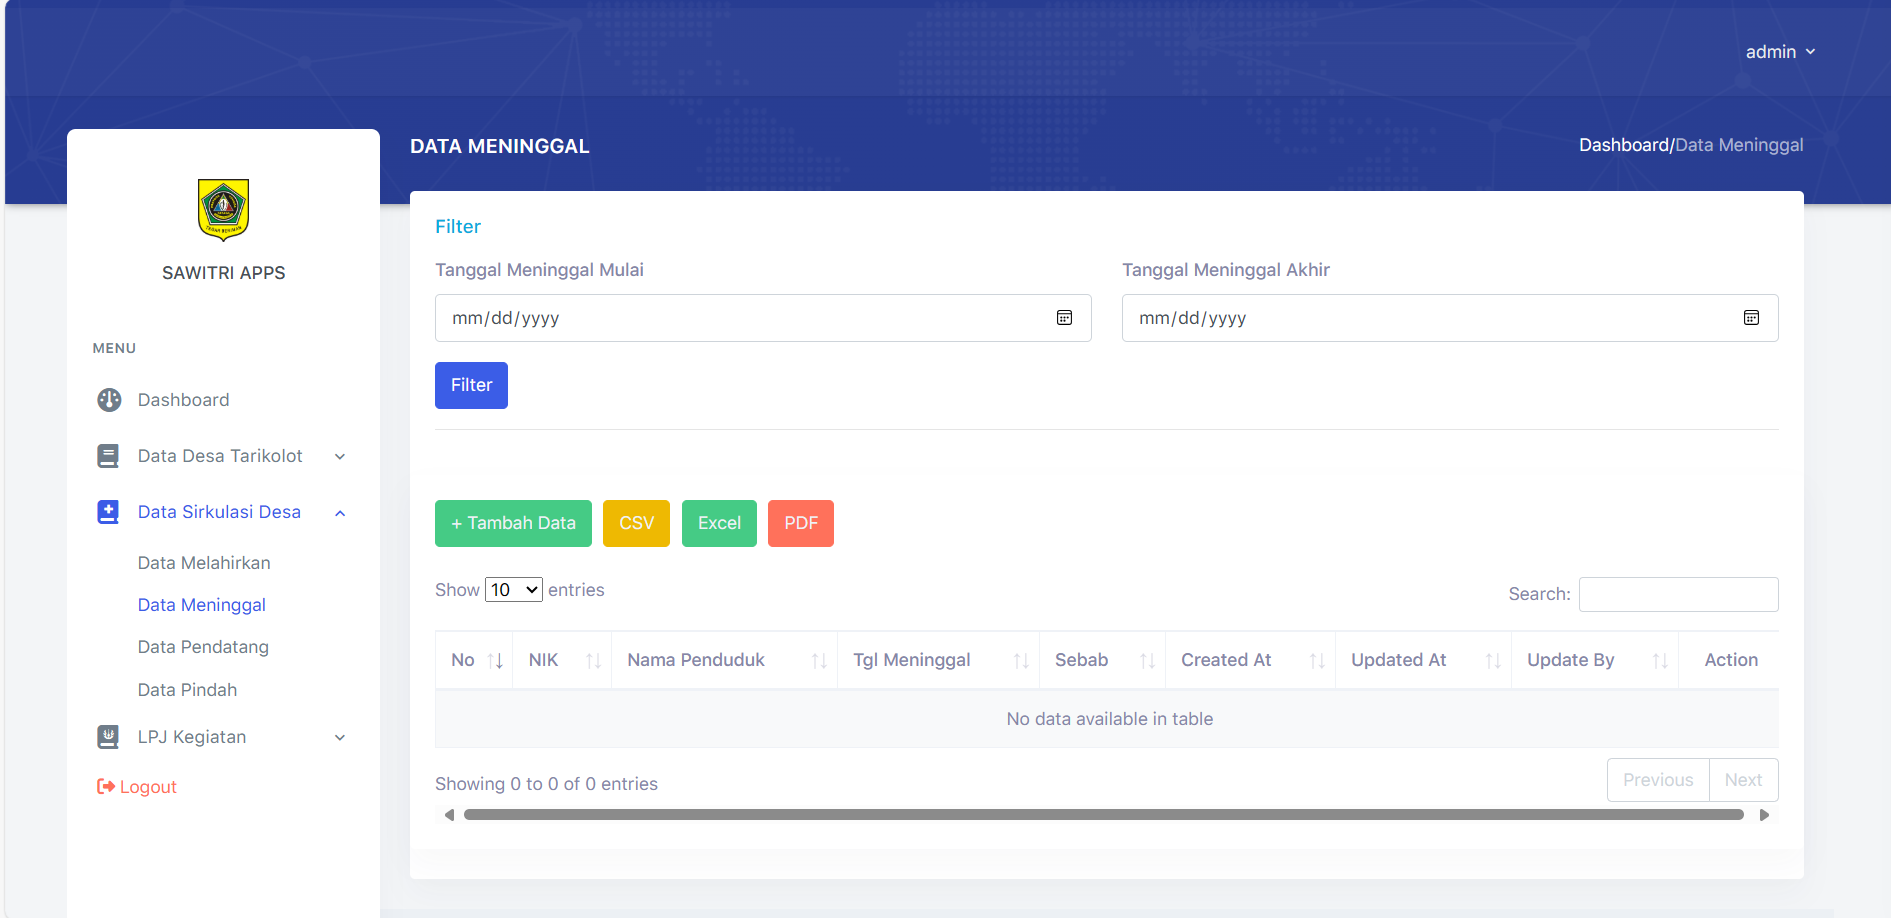 admin
DATA MENINGGAL
Dashboard/Data Meninggal
TEGAR BERIMAN
SAWITRI APPS
MENU
Dashboard
Data Desa Tarikolot
Data Sirkulasi Desa
Data Melahirkan
Data Meninggal
Data Pendatang
Data Pindah
LPJ Kegiatan
Logout
Filter
Tanggal Meninggal Mulai
Tanggal Meninggal Akhir
mm/dd/yyyy
mm/dd/yyyy
Filter
+ Tambah Data CSV Excel PDF
Show 10 entries
Search:
No NIK Nama Penduduk Tgl Meninggal Sebab Created At Updated At Update By Action
No data available in table
Showing 0 to 0 of 0 entries
Previous Next